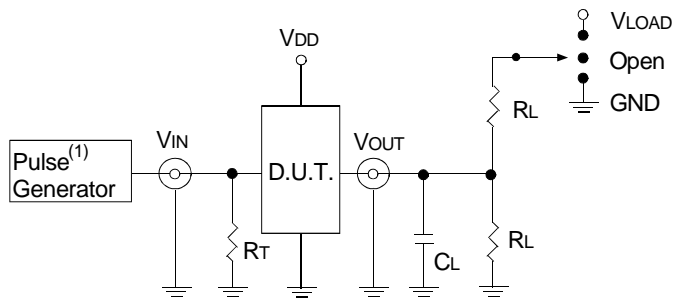 VLOAD
VDD
Open
RL
GND
VIN
VOUT
Pulse(1)
Generator
D.U.T.
RT
CL
RL